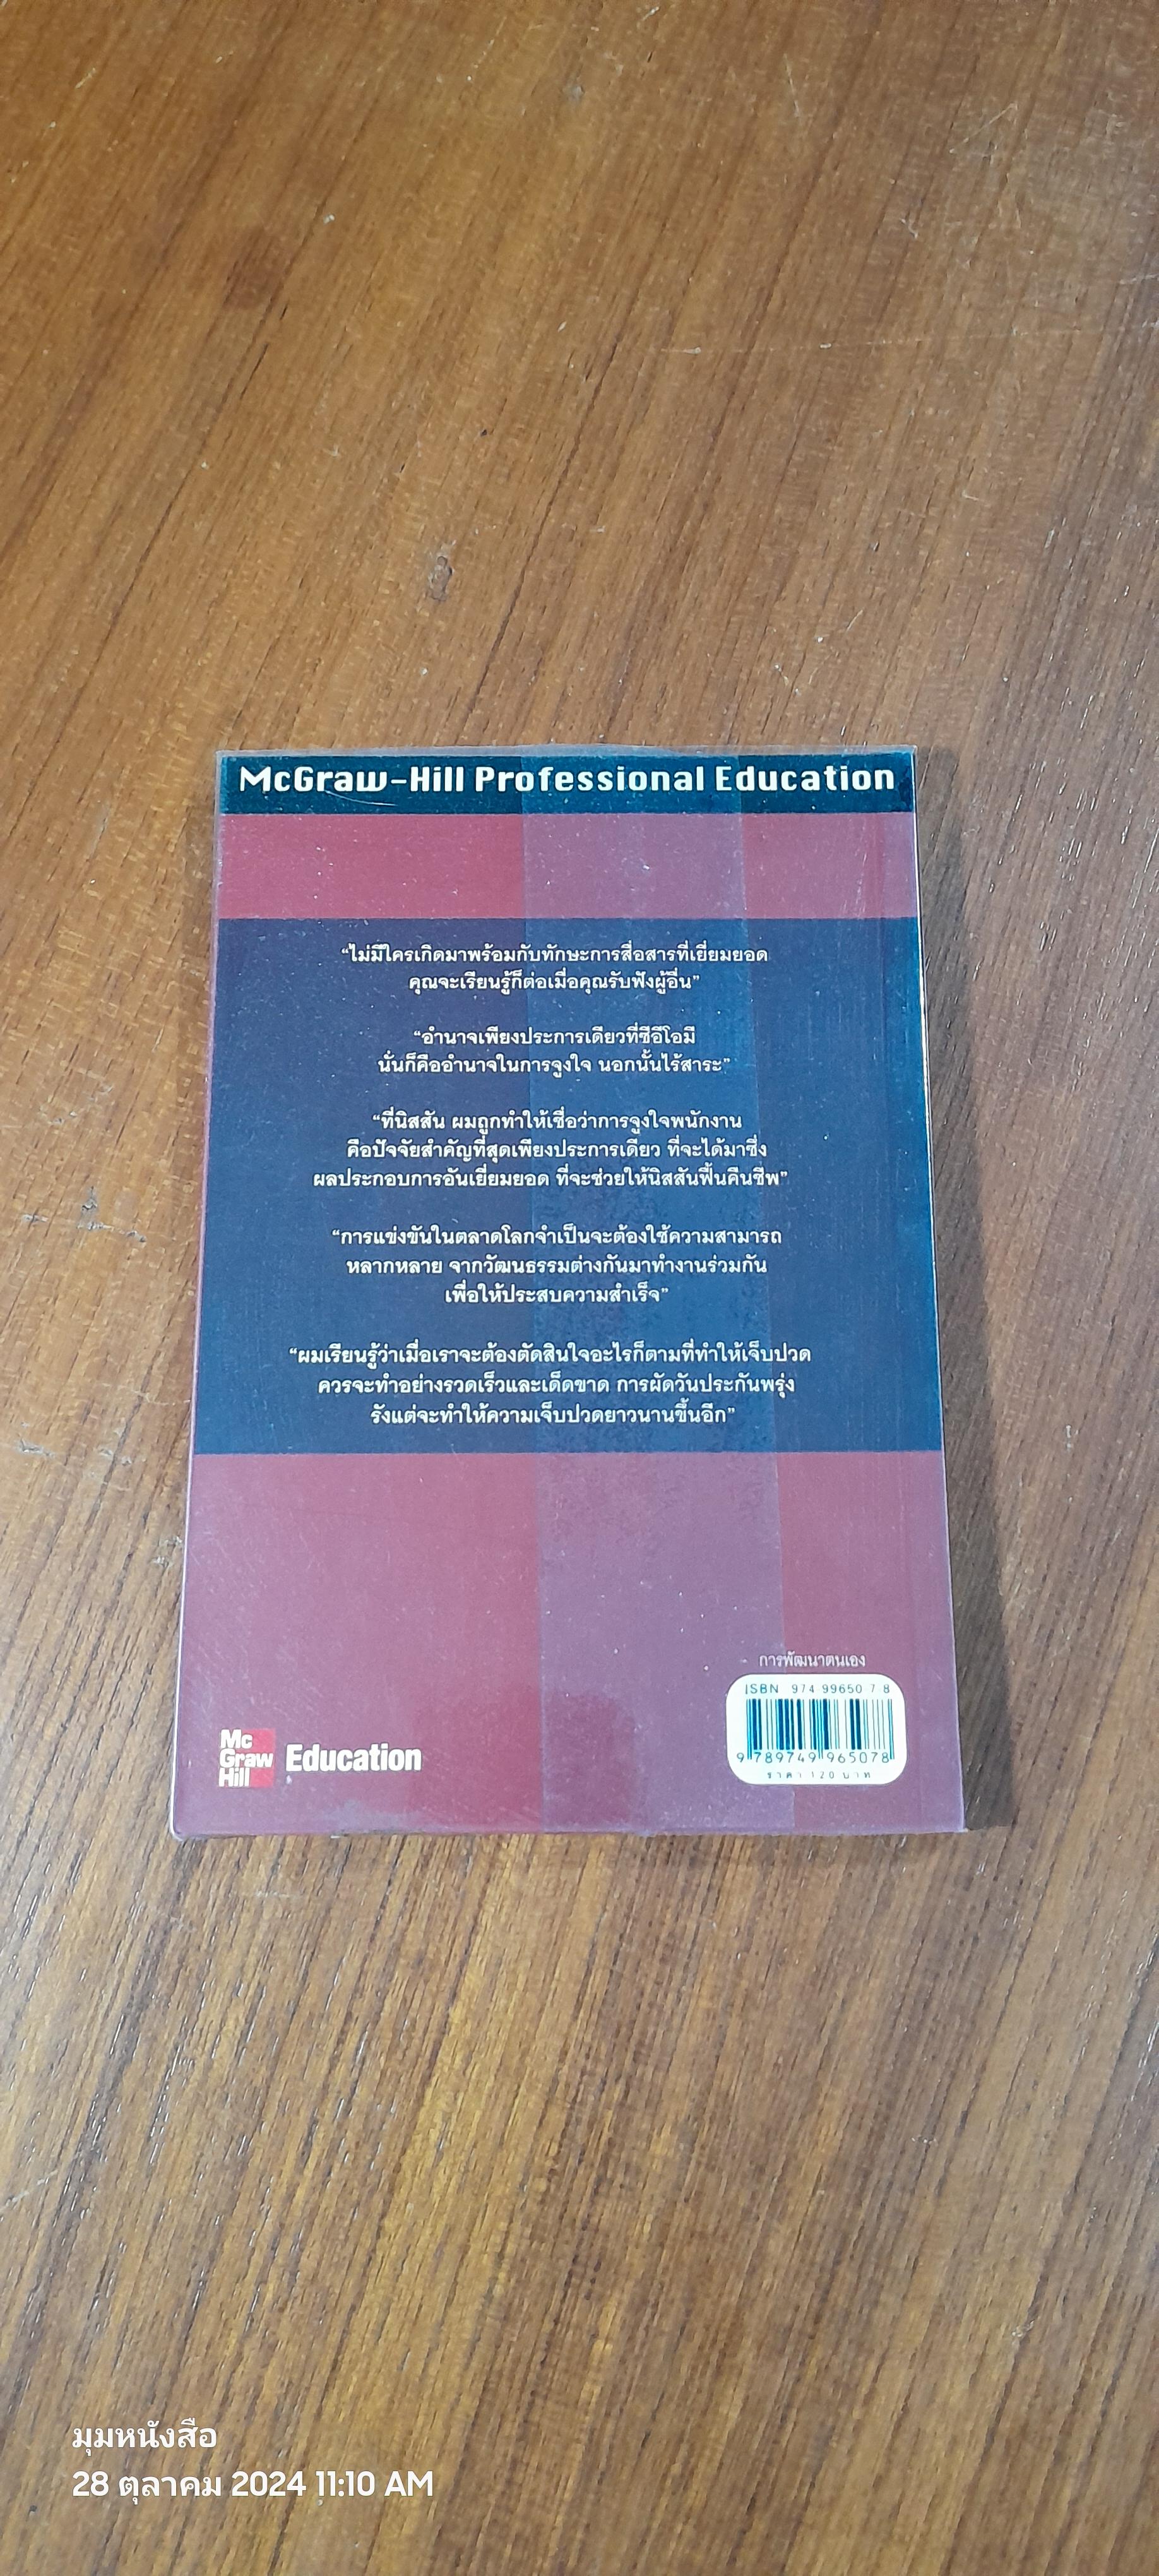 McGraw-Hill Professional Education
“ไม่มีใครเกิดมาพร้อมกับทักษะการสื่อสารที่เยี่ยมยอด
คุณจะเรียนรู้ก็ต่อเมื่อคุณรับฟังผู้อื่น”
“อำนาจเพียงประการเดียวที่ซีอีโอมี
นั่นก็คืออำนาจในการจูงใจ นอกนั้นไร้สาระ”
“ที่นิสสัน ผมถูกทำให้เชื่อว่าการจูงใจพนักงาน
คือปัจจัยสำคัญที่สุดเพียงประการเดียว ที่จะได้มาซึ่ง
ผลประกอบการอันเยี่ยมยอด ที่จะช่วยให้นิสสันฟื้นคืนชีพ”
“การแข่งขันในตลาดโลกจำเป็นจะต้องใช้ความสามารถ
หลากหลาย จากวัฒนธรรมต่างกันมาทำงานร่วมกัน
เพื่อให้ประสบความสำเร็จ”
“ผมเรียนรู้ว่าเมื่อเราจะต้องตัดสินใจอะไรก็ตามที่ทำให้เจ็บปวด
ควรจะทำอย่างรวดเร็วและเด็ดขาด การผัดวันประกันพรุ่ง
รังแต่จะทำให้ความเจ็บปวดยาวนานขึ้นอีก”
การพัฒนาตนเอง
ISBN 974 99650 7 8
9 789749 965078
ราคา 120 บาท
Mc
Graw
Hill
Education
มุมหนังสือ
28 ตุลาคม 2024 11:10 AM